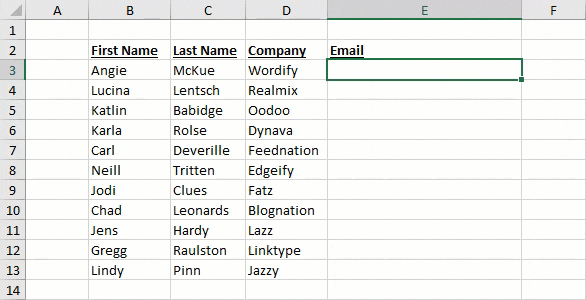 A B C D E F
1
2 First Name Last Name Company Email
3 Angie McKue Wordify
4 Lucina Lentsch Realmix
5 Katlin Babidge Oodoo
6 Karla Rolse Dynava
7 Carl Deverille Feednation
8 Neill Tritten Edgeify
9 Jodi Clues Fatz
10 Chad Leonards Blognation
11 Jens Hardy Lazz
12 Gregg Raulston Linktype
13 Lindy Pinn Jazzy
14